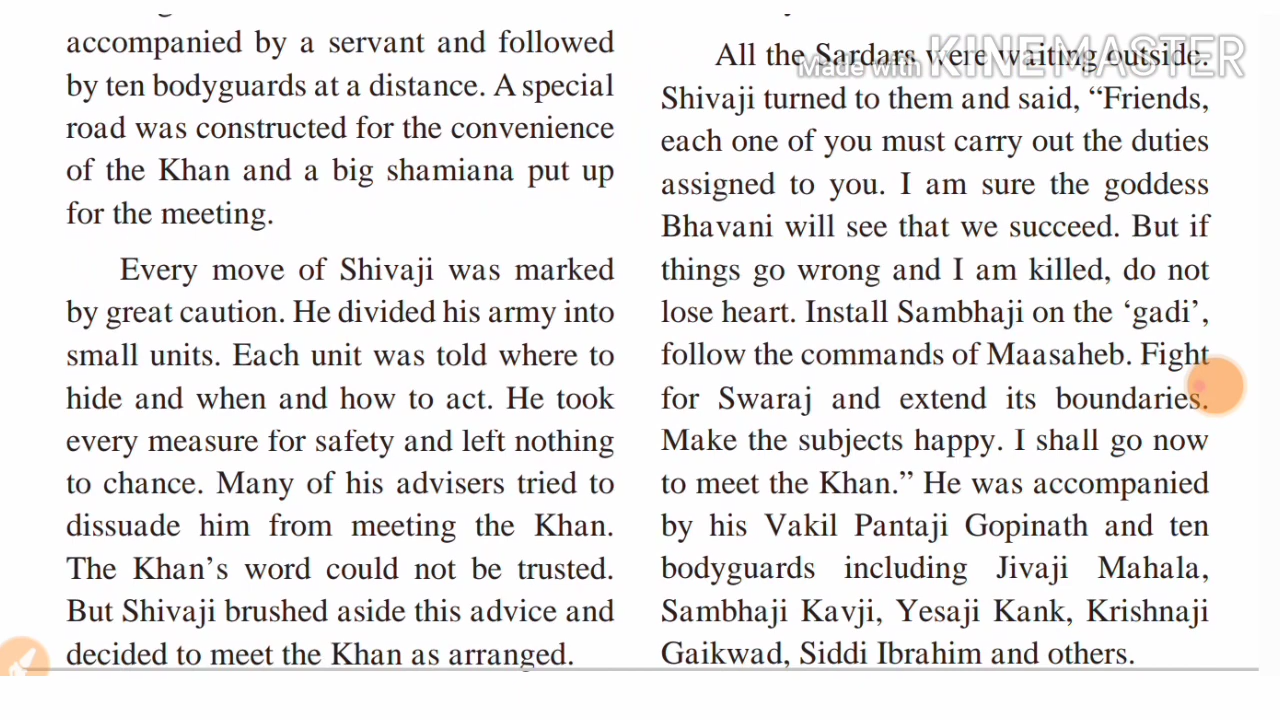 accompanied by a servant and followed
by ten bodyguards at a distance. A special
road was constructed for the convenience
of the Khan and a big shamiana put up
for the meeting.
Every move of Shivaji was marked
by great caution. He divided his army into
small units. Each unit was told where to
hide and when and how to act. He took
every measure for safety and left nothing
to chance. Many of his advisers tried to
dissuade him from meeting the Khan.
The Khan’s word could not be trusted.
But Shivaji brushed aside this advice and
decided to meet the Khan as arranged.
Made with KINEMASTER
All the Sardars were waiting outside.
Shivaji turned to them and said, “Friends,
each one of you must carry out the duties
assigned to you. I am sure the goddess
Bhavani will see that we succeed. But if
things go wrong and I am killed, do not
lose heart. Install Sambhaji on the ‘gadi’,
follow the commands of Maasaheb. Fight
for Swaraj and extend its boundaries.
Make the subjects happy. I shall go now
to meet the Khan.” He was accompanied
by his Vakil Pantaji Gopinath and ten
bodyguards including Jivaji Mahala,
Sambhaji Kavji, Yesaji Kank, Krishnaji
Gaikwad, Siddi Ibrahim and others.